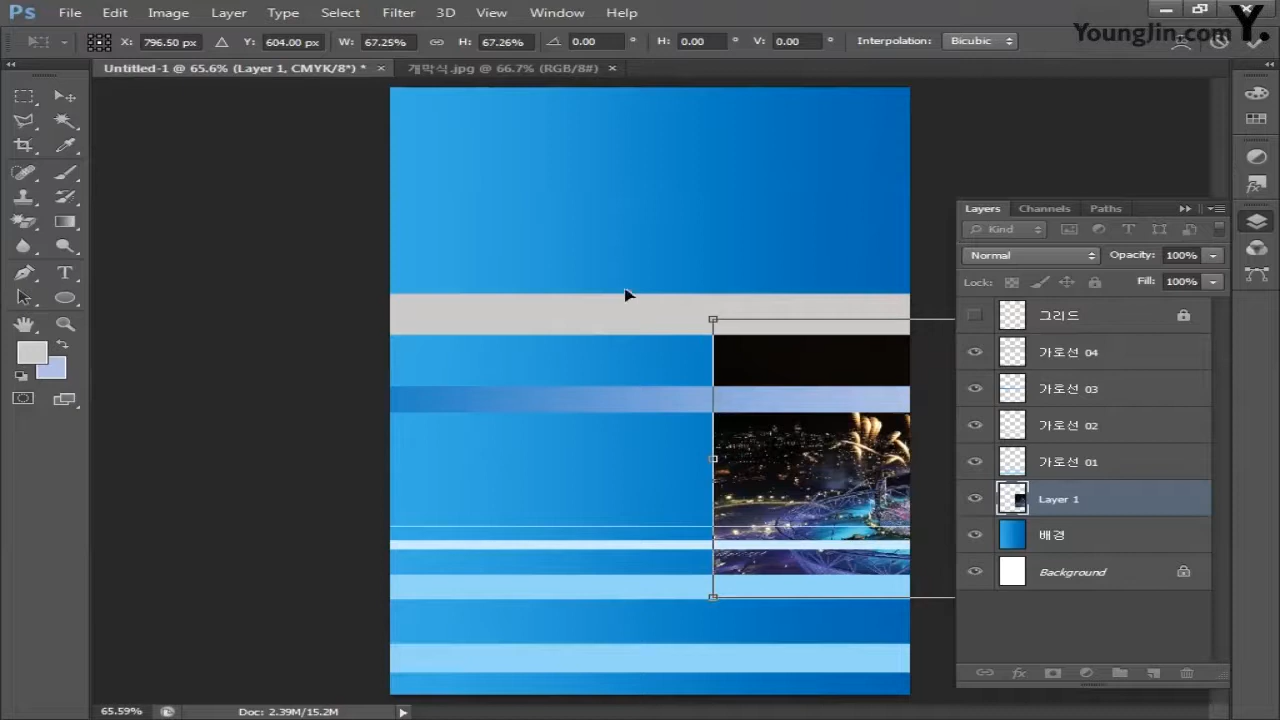 Ps File Edit Image Layer Type Select Filter 3D View Window Help
YoungJin.com Y.
X: 796.50 px Y: 604.00 px W: 67.25% H: 67.26% 0.00 ° H: 0.00 ° V: 0.00 ° Interpolation: Bicubic
Untitled-1 @ 65.6% (Layer 1, CMYK/8*) * × 개막식.jpg @ 66.7% (RGB/8#) ×
Layers Channels Paths
Kind
Normal Opacity: 100%
Lock: Fill: 100%
그리드
가로선 04
가로선 03
가로선 02
가로선 01
Layer 1
배경
Background
65.59% Doc: 2.39M/15.2M